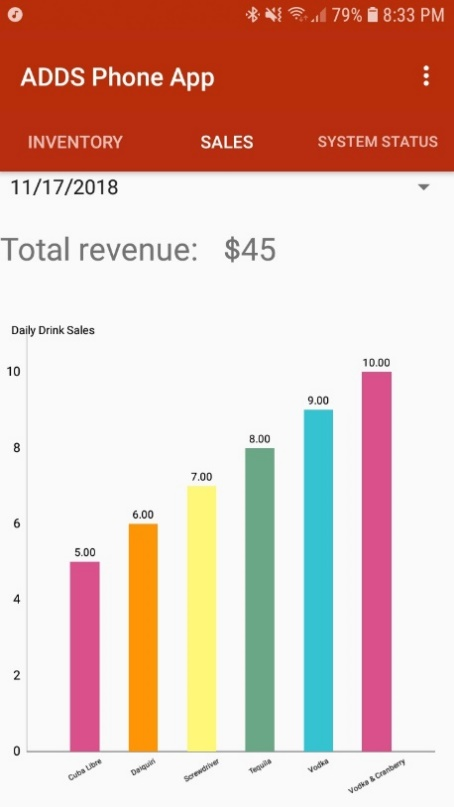 79% 8:33 PM
ADDS Phone App
INVENTORY SALES SYSTEM STATUS
11/17/2018
Total revenue: $45
Daily Drink Sales
10.00
10
9.00
8.00
8
7.00
6.00
6
5.00
4
2
0
Cuba Libre Daiquiri Screwdriver Tequila Vodka Vodka & Cranberry